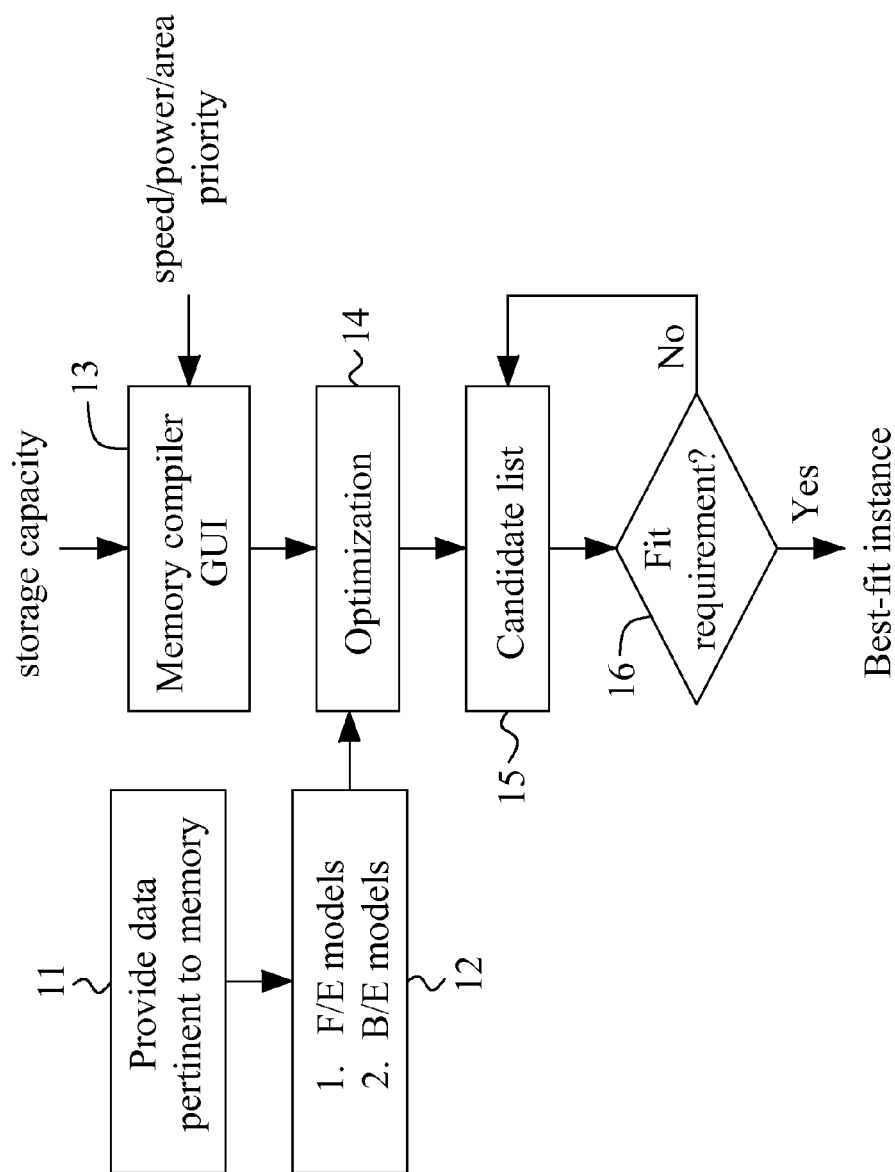 storage capacity
13
speed/power/area
priority
Memory compiler
GUI
11
Provide data
pertinent to memory
14
Optimization
1. F/E models
2. B/E models
12
Candidate list
15
16
Fit
requirement?
No
Yes
Best-fit instance